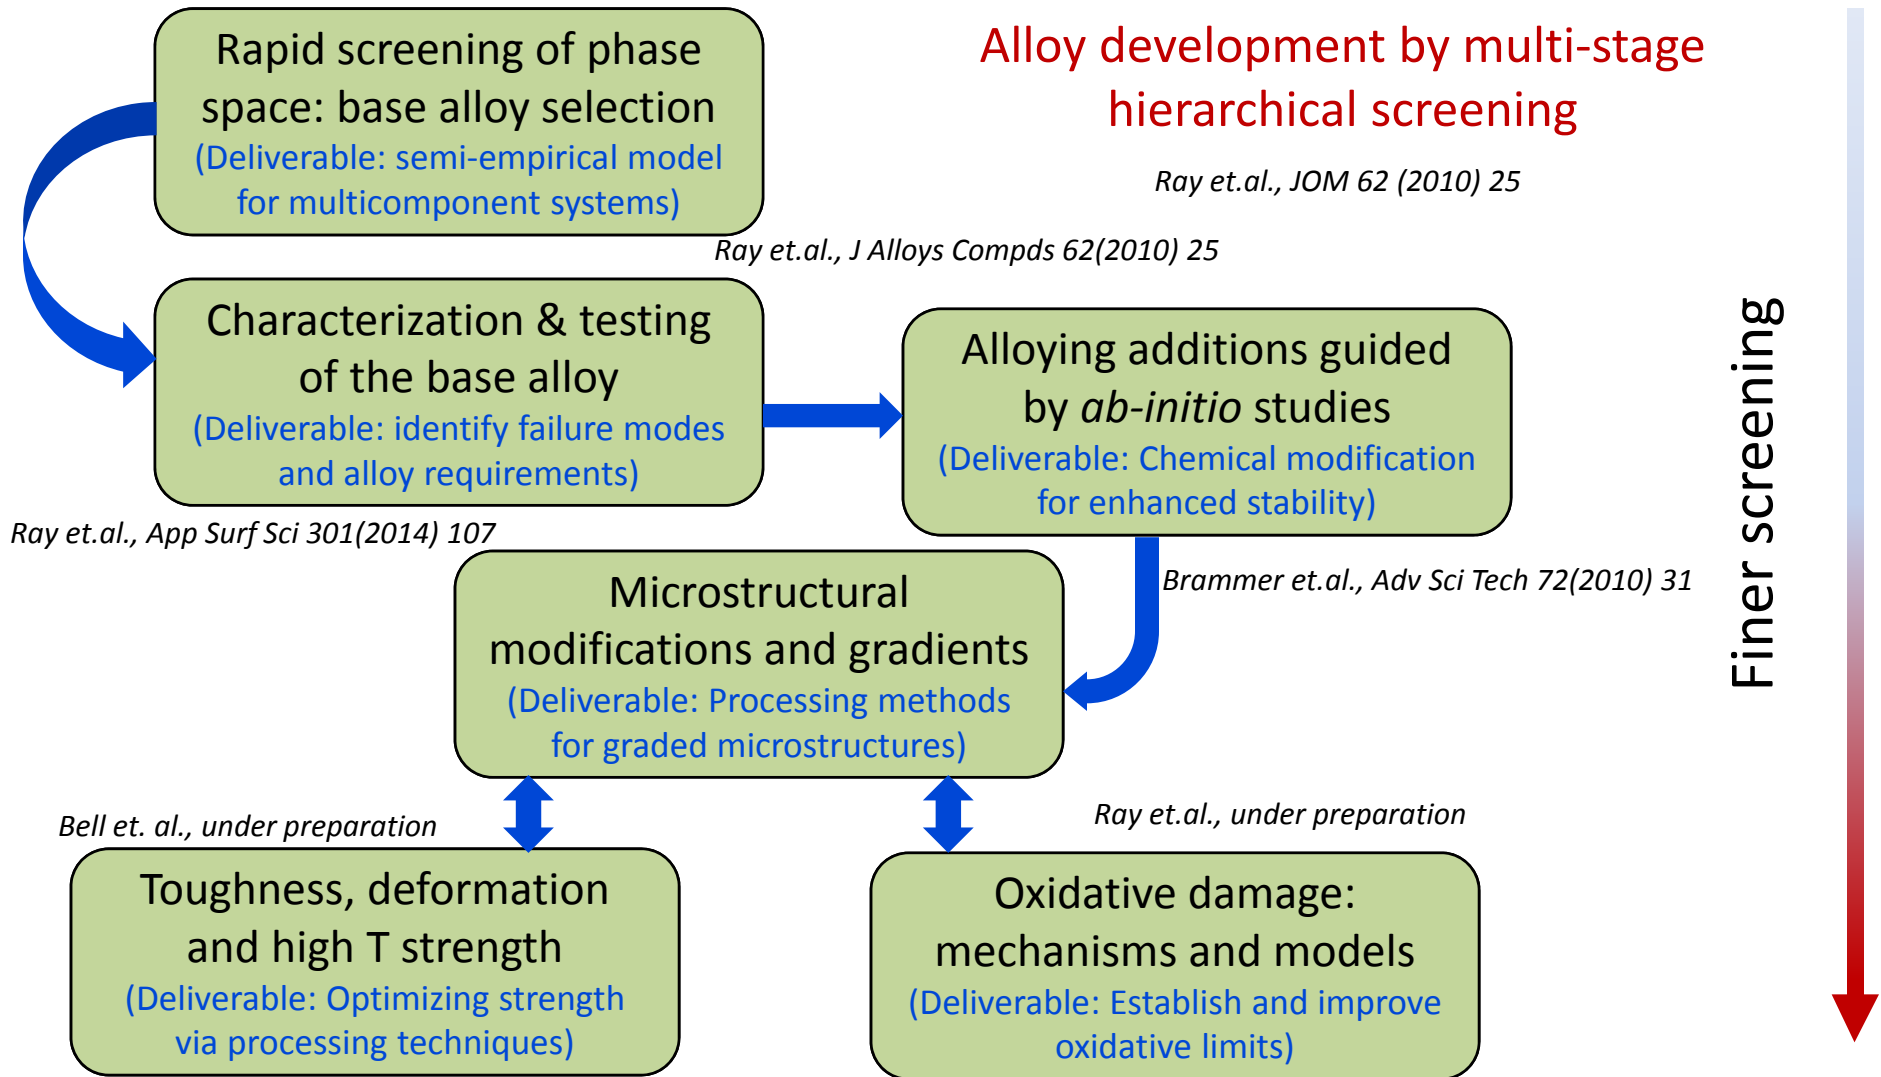 Rapid screening of phase
space: base alloy selection
(Deliverable: semi-empirical model
for multicomponent systems)
Alloy development by multi-stage
hierarchical screening
Ray et.al., JOM 62 (2010) 25
Ray et.al., J Alloys Compds 62(2010) 25
Characterization & testing
of the base alloy
(Deliverable: identify failure modes
and alloy requirements)
Alloying additions guided
by ab-initio studies
(Deliverable: Chemical modification
for enhanced stability)
Finer screening
Ray et.al., App Surf Sci 301(2014) 107
Brammer et.al., Adv Sci Tech 72(2010) 31
Microstructural
modifications and gradients
(Deliverable: Processing methods
for graded microstructures)
Bell et. al., under preparation
Ray et.al., under preparation
Toughness, deformation
and high T strength
(Deliverable: Optimizing strength
via processing techniques)
Oxidative damage:
mechanisms and models
(Deliverable: Establish and improve
oxidative limits)